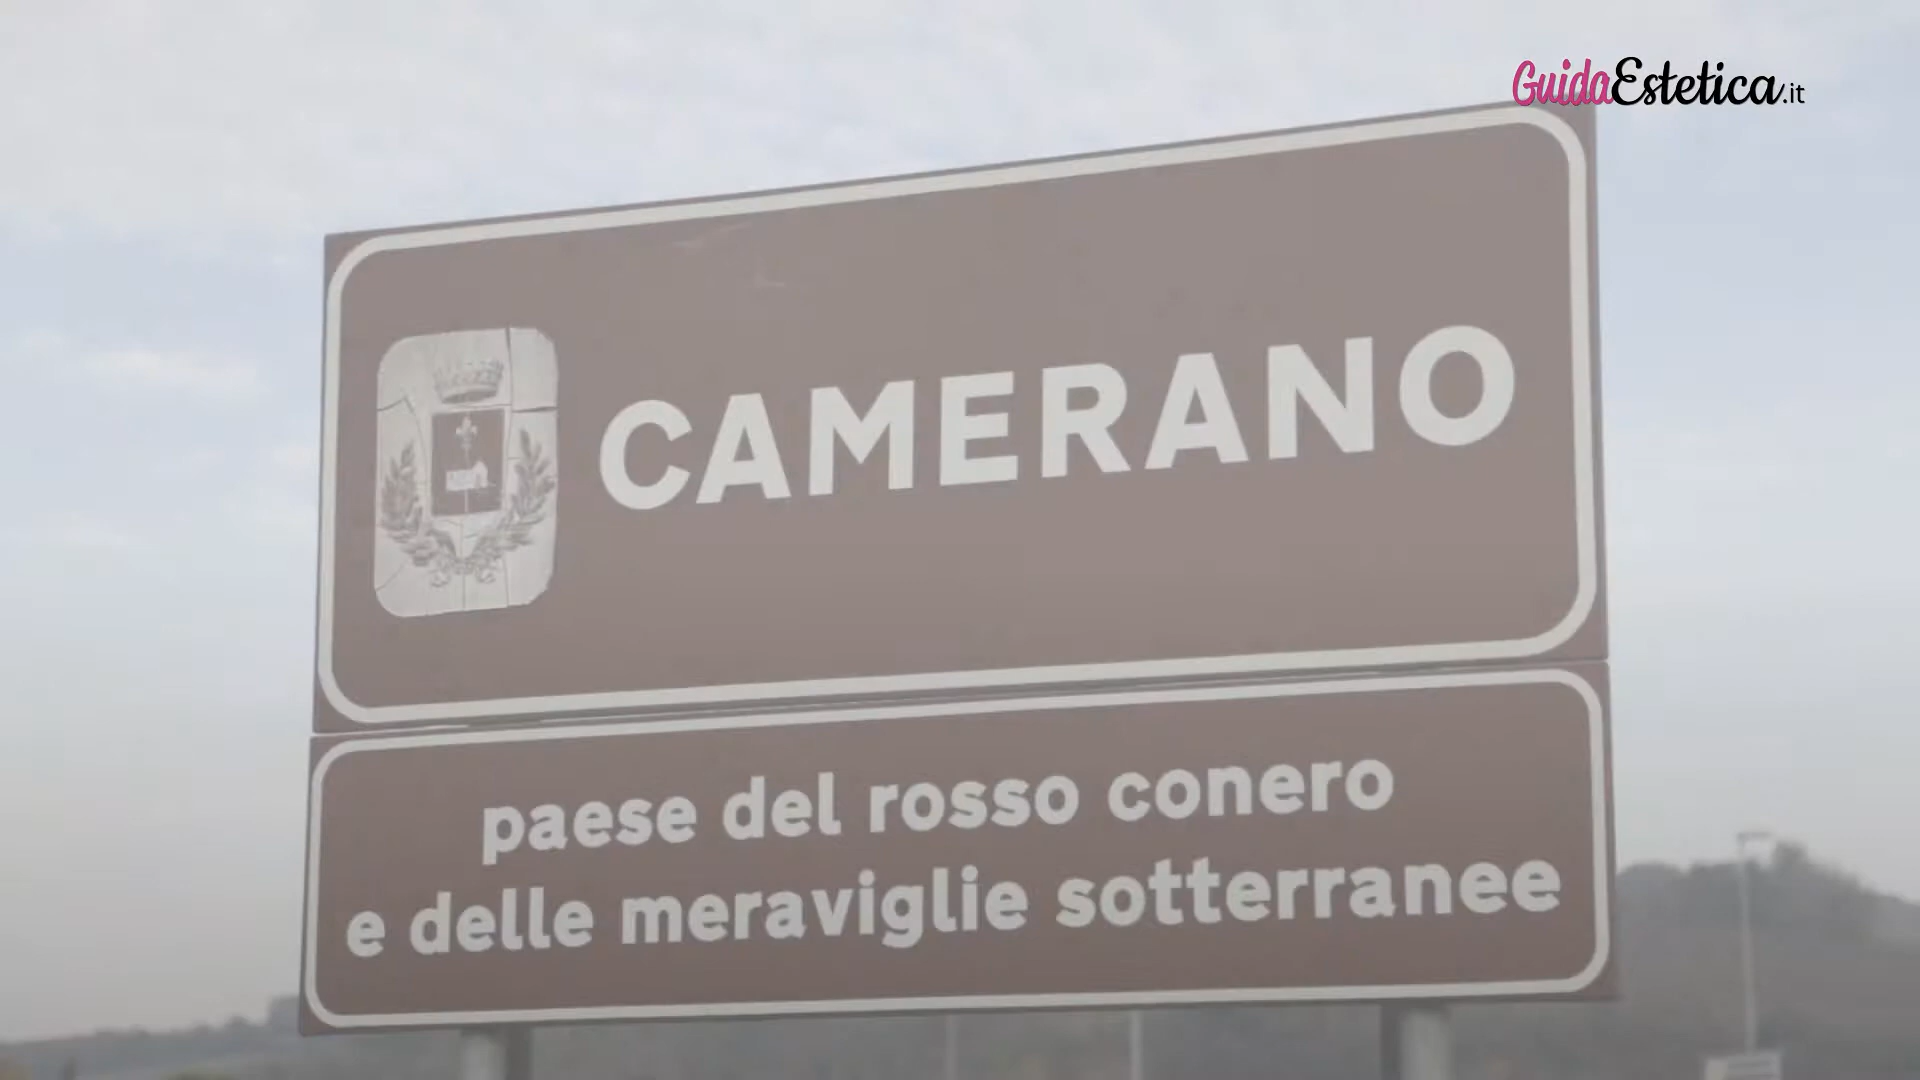 GuidaEstetica.it
CAMERANO
paese del rosso conero
e delle meraviglie sotterranee